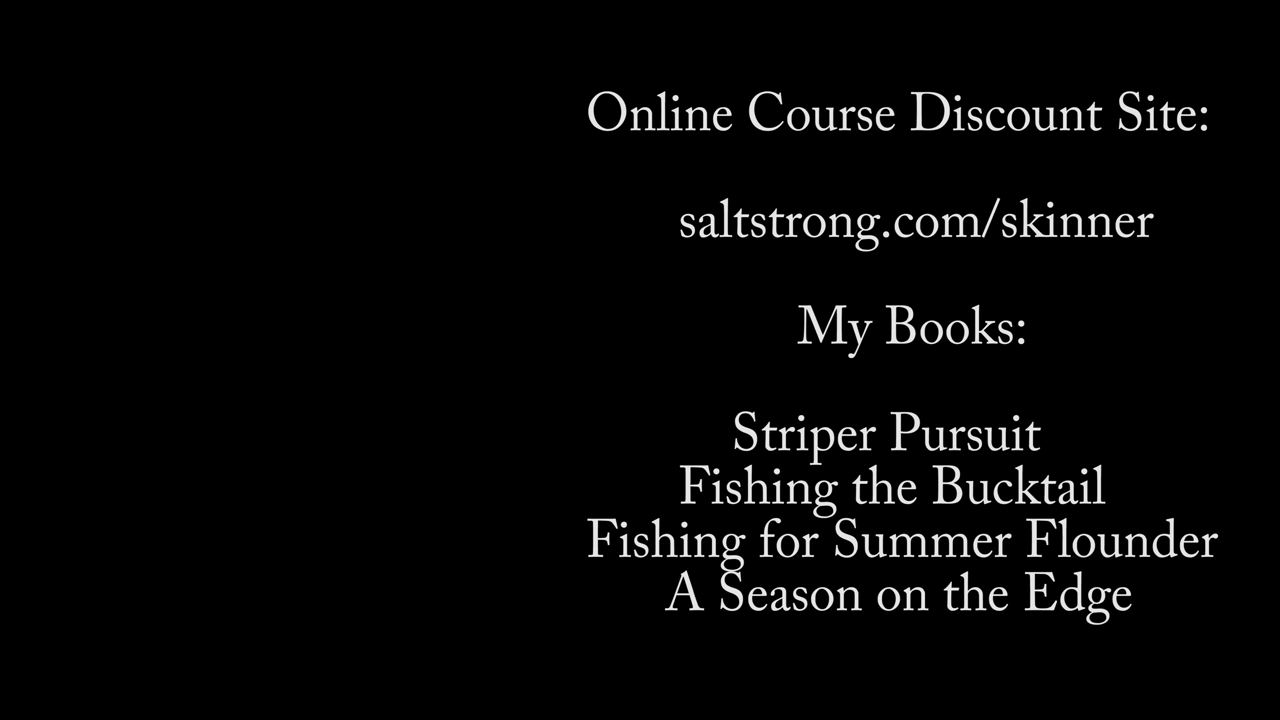 Online Course Discount Site:
saltstrong.com/skinner
My Books:
Striper Pursuit
Fishing the Bucktail
Fishing for Summer Flounder
A Season on the Edge